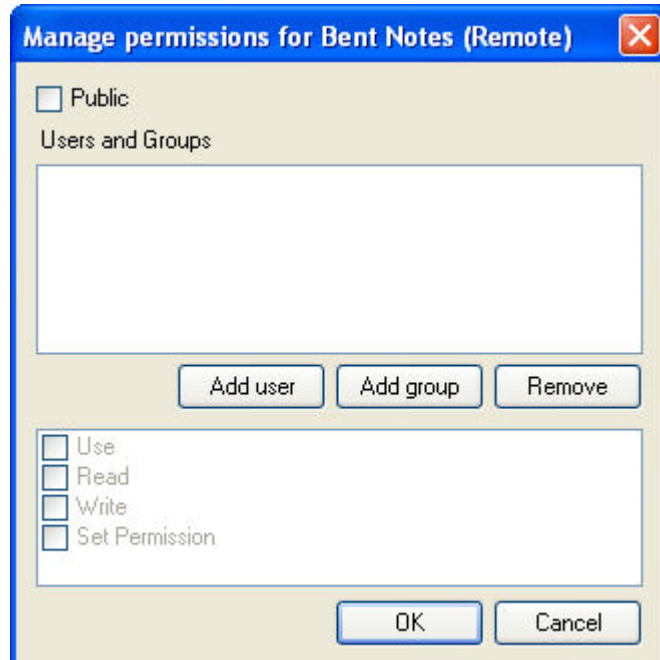 Manage permissions for Bent Notes (Remote)
Public
Users and Groups
Add user Add group Remove
Use
Read
Write
Set Permission
OK Cancel